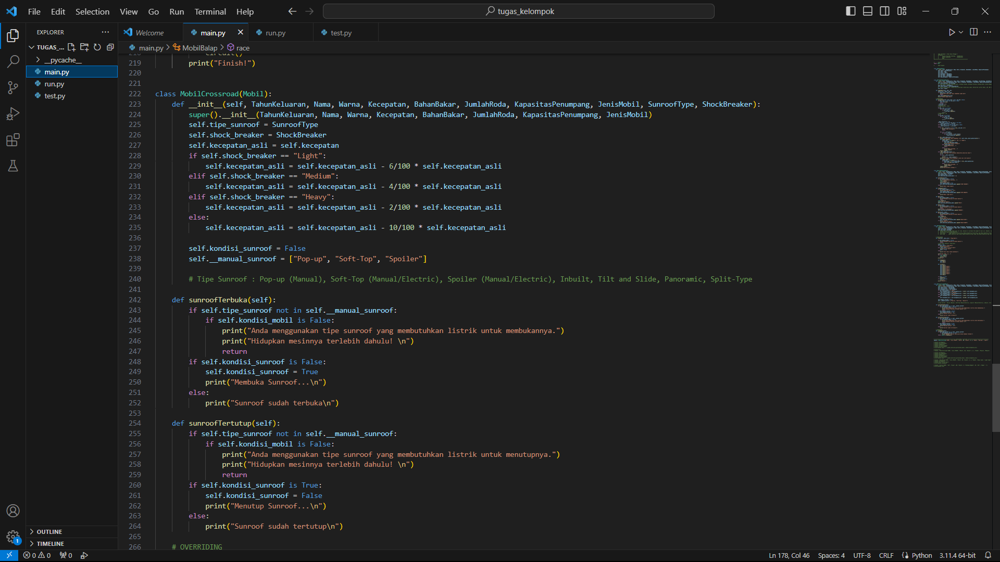 File Edit Selection View Go Run Terminal Help
tugas_kelompok
EXPLORER
TUGAS_...
__pycache__
main.py
run.py
test.py
OUTLINE
TIMELINE
Welcome main.py run.py test.py
main.py > MobilBalap > race
219 print("Finish!")
220
221
222 class MobilCrossroad(Mobil):
223 def __init__(self, TahunKeluaran, Nama, Warna, Kecepatan, BahanBakar, JumlahRoda, KapasitasPenumpang, JenisMobil, SunroofType, ShockBreaker):
224 super().__init__(TahunKeluaran, Nama, Warna, Kecepatan, BahanBakar, JumlahRoda, KapasitasPenumpang, JenisMobil)
225 self.tipe_sunroof = SunroofType
226 self.shock_breaker = ShockBreaker
227 self.kecepatan_asli = self.kecepatan
228 if self.shock_breaker == "Light":
229 self.kecepatan_asli = self.kecepatan_asli - 6/100 * self.kecepatan_asli
230 elif self.shock_breaker == "Medium":
231 self.kecepatan_asli = self.kecepatan_asli - 4/100 * self.kecepatan_asli
232 elif self.shock_breaker == "Heavy":
233 self.kecepatan_asli = self.kecepatan_asli - 2/100 * self.kecepatan_asli
234 else:
235 self.kecepatan_asli = self.kecepatan_asli - 10/100 * self.kecepatan_asli
236
237 self.kondisi_sunroof = False
238 self.__manual_sunroof = ["Pop-up", "Soft-Top", "Spoiler"]
239
240 # Tipe Sunroof : Pop-up (Manual), Soft-Top (Manual/Electric), Spoiler (Manual/Electric), Inbuilt, Tilt and Slide, Panoramic, Split-Type
241
242 def sunroofTerbuka(self):
243 if self.tipe_sunroof not in self.__manual_sunroof:
244 if self.kondisi_mobil is False:
245 print("Anda menggunakan tipe sunroof yang membutuhkan listrik untuk membukannya.")
246 print("Hidupkan mesinnya terlebih dahulu! \n")
247 return
248 if self.kondisi_sunroof is False:
249 self.kondisi_sunroof = True
250 print("Membuka Sunroof...\n")
251 else:
252 print("Sunroof sudah terbuka\n")
253
254 def sunroofTertutup(self):
255 if self.tipe_sunroof not in self.__manual_sunroof:
256 if self.kondisi_mobil is False:
257 print("Anda menggunakan tipe sunroof yang membutuhkan listrik untuk menutupnya.")
258 print("Hidupkan mesinnya terlebih dahulu! \n")
259 return
260 if self.kondisi_sunroof is True:
261 self.kondisi_sunroof = False
262 print("Menutup Sunroof...\n")
263 else:
264 print("Sunroof sudah tertutup\n")
265
266 # OVERRIDING
1
0 0 0 Ln 178, Col 46 Spaces: 4 UTF-8 CRLF Python 3.11.4 64-bit